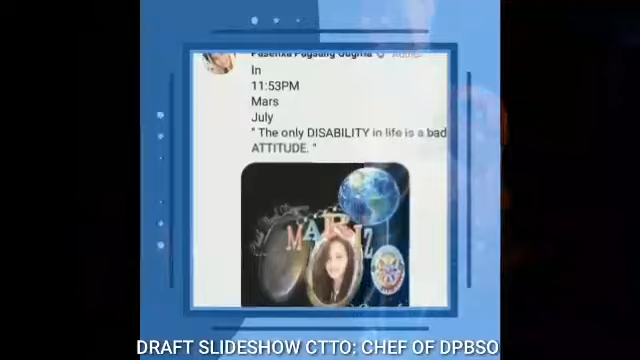 In
11:53PM
Mars
July
" The only DISABILITY in life is a bad
ATTITUDE. "
MARIZ
DRAFT SLIDESHOW CTTO: CHEF OF DPBSO